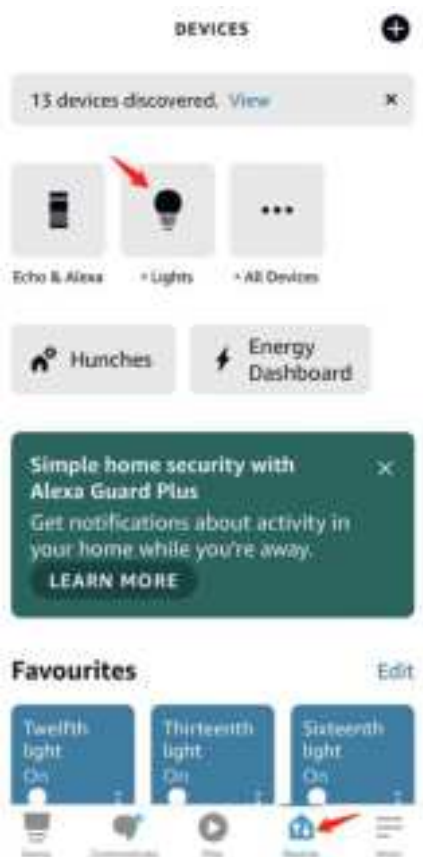 DEVICES
13 devices discovered. View
Echo & Alexa
• Lights
• All Devices
Hunches
Energy
Dashboard
Simple home security with
Alexa Guard Plus
Get notifications about activity in
your home while you're away.
LEARN MORE
Favourites
Edit
Twelfth
light
On
Thirteenth
light
On
Sixteenth
light
On